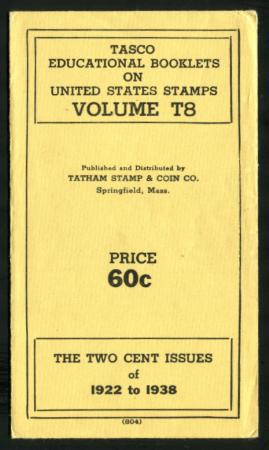 TASCO
EDUCATIONAL BOOKLETS
ON
UNITED STATES STAMPS
VOLUME T8
Published and Distributed by
TATHAM STAMP & COIN CO.
Springfield, Mass.
PRICE
60c
THE TWO CENT ISSUES
of
1922 to 1938
(804)